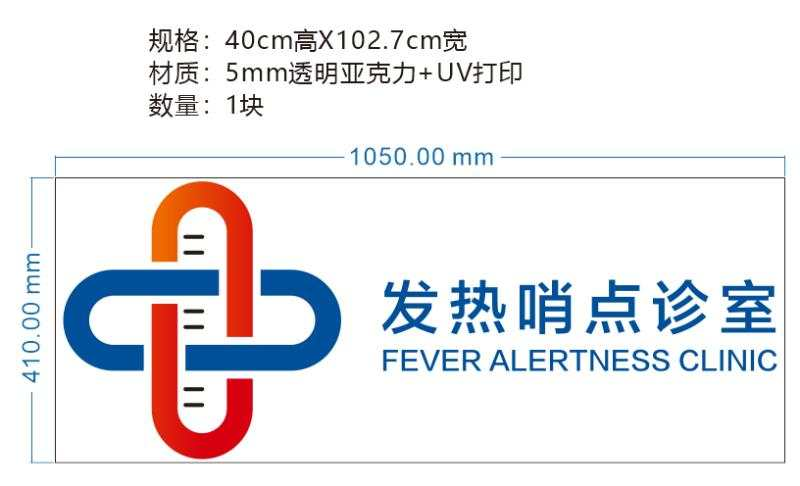 规格：40cm高X102.7cm宽
材质：5mm透明亚克力+UV打印
数量：1块
1050.00 mm
410.00 mm
发热哨点诊室
FEVER ALERTNESS CLINIC